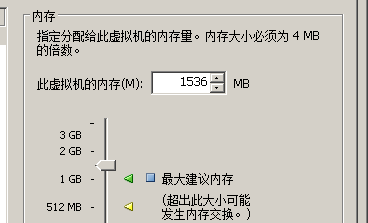 内存
指定分配给此虚拟机的内存量。内存大小必须为 4 MB
的倍数。
此虚拟机的内存(M): 1536 MB
3 GB
2 GB
1 GB 最大建议内存
512 MB (超出此大小可能
发生内存交换。)